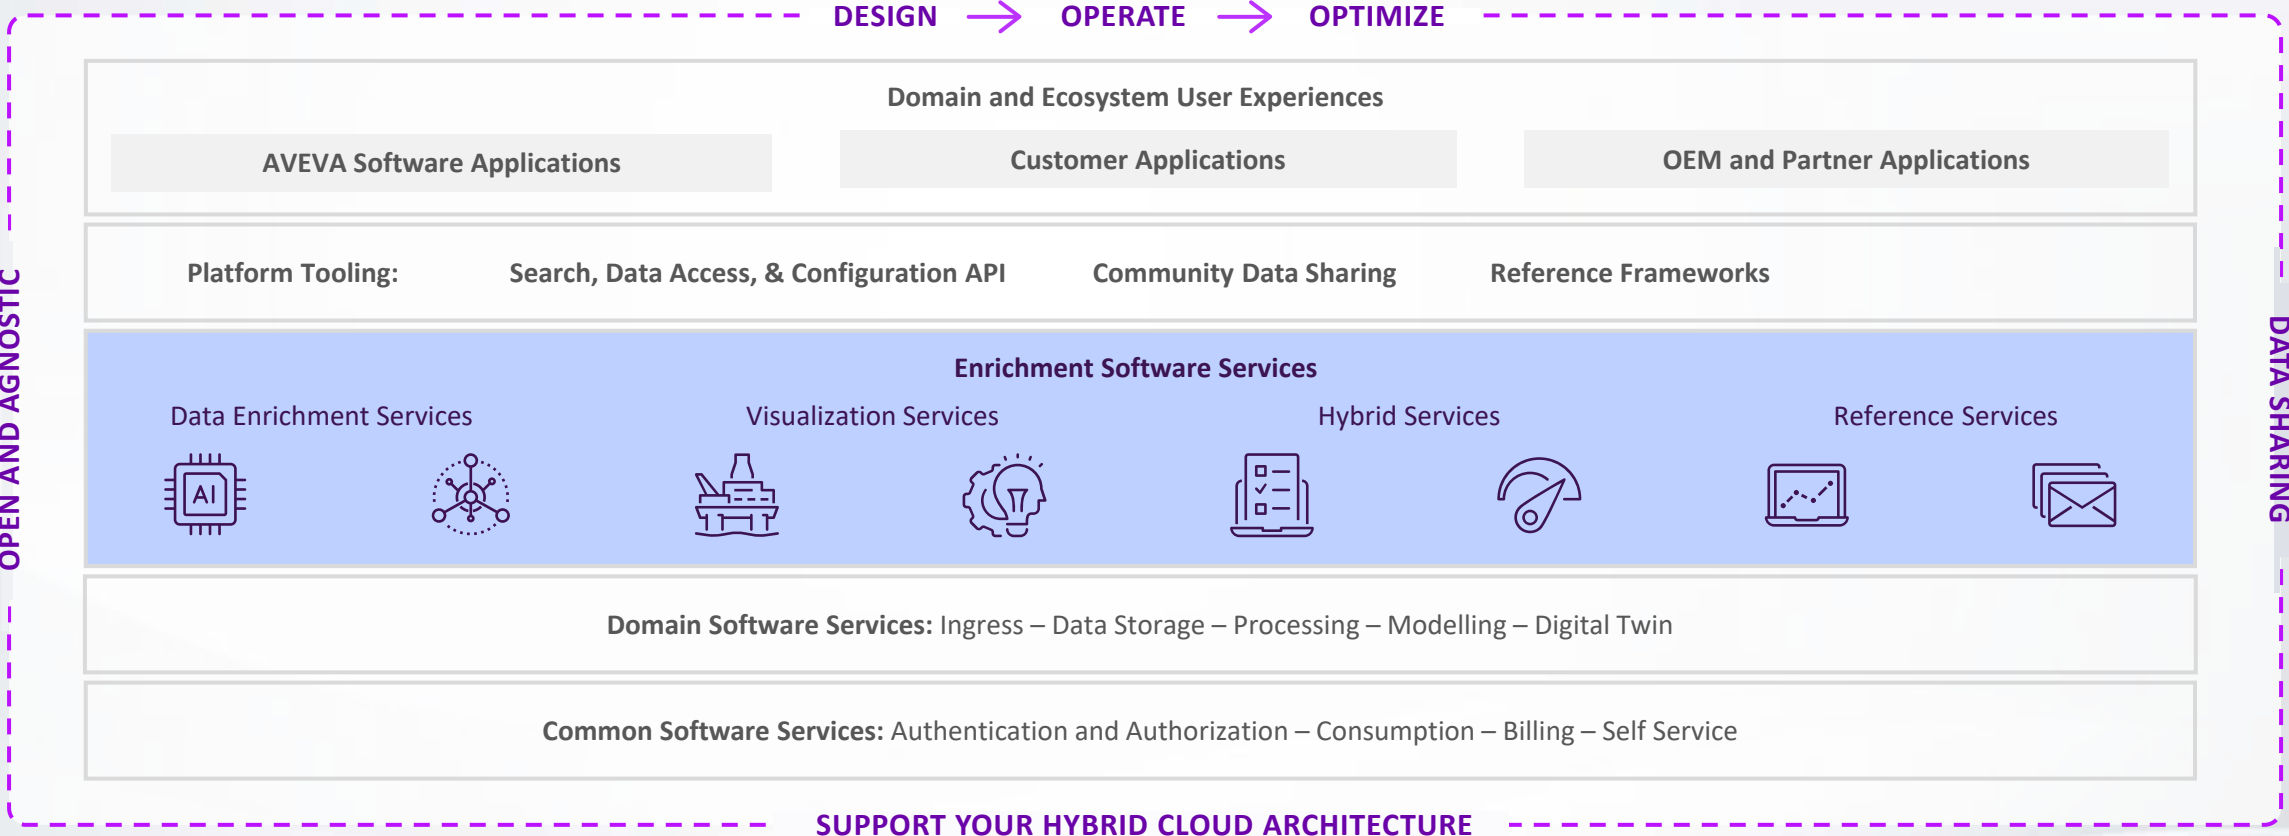 DESIGN → OPERATE → OPTIMIZE
Domain and Ecosystem User Experiences
AVEVA Software Applications
Customer Applications
OEM and Partner Applications
Platform Tooling: Search, Data Access, & Configuration API Community Data Sharing Reference Frameworks
OPEN AND AGNOSTIC
DATA SHARING
Enrichment Software Services
Data Enrichment Services
Visualization Services
Hybrid Services
Reference Services
AI
Domain Software Services: Ingress – Data Storage – Processing – Modelling – Digital Twin
Common Software Services: Authentication and Authorization – Consumption – Billing – Self Service
SUPPORT YOUR HYBRID CLOUD ARCHITECTURE